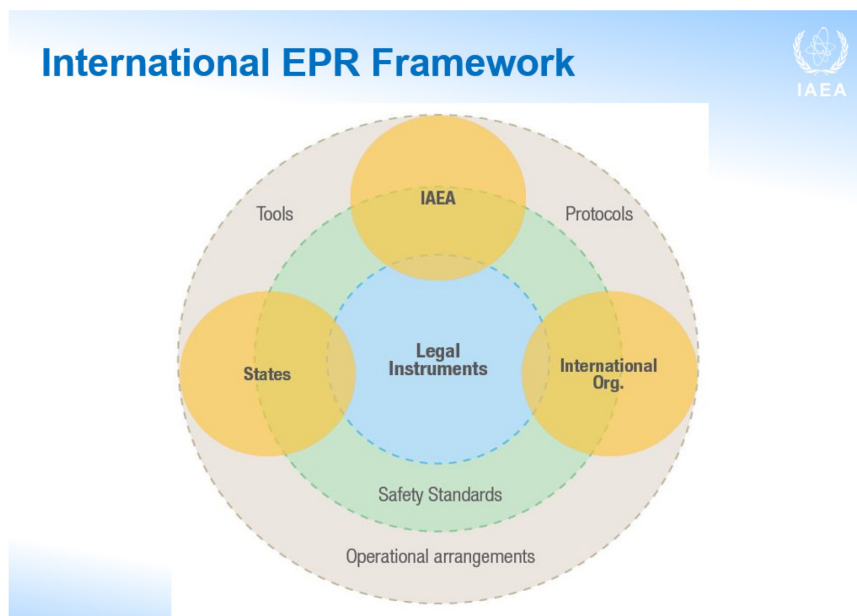 International EPR Framework
IAEA
IAEA
Tools
Protocols
Legal
Instruments
States
International
Org.
Safety Standards
Operational arrangements